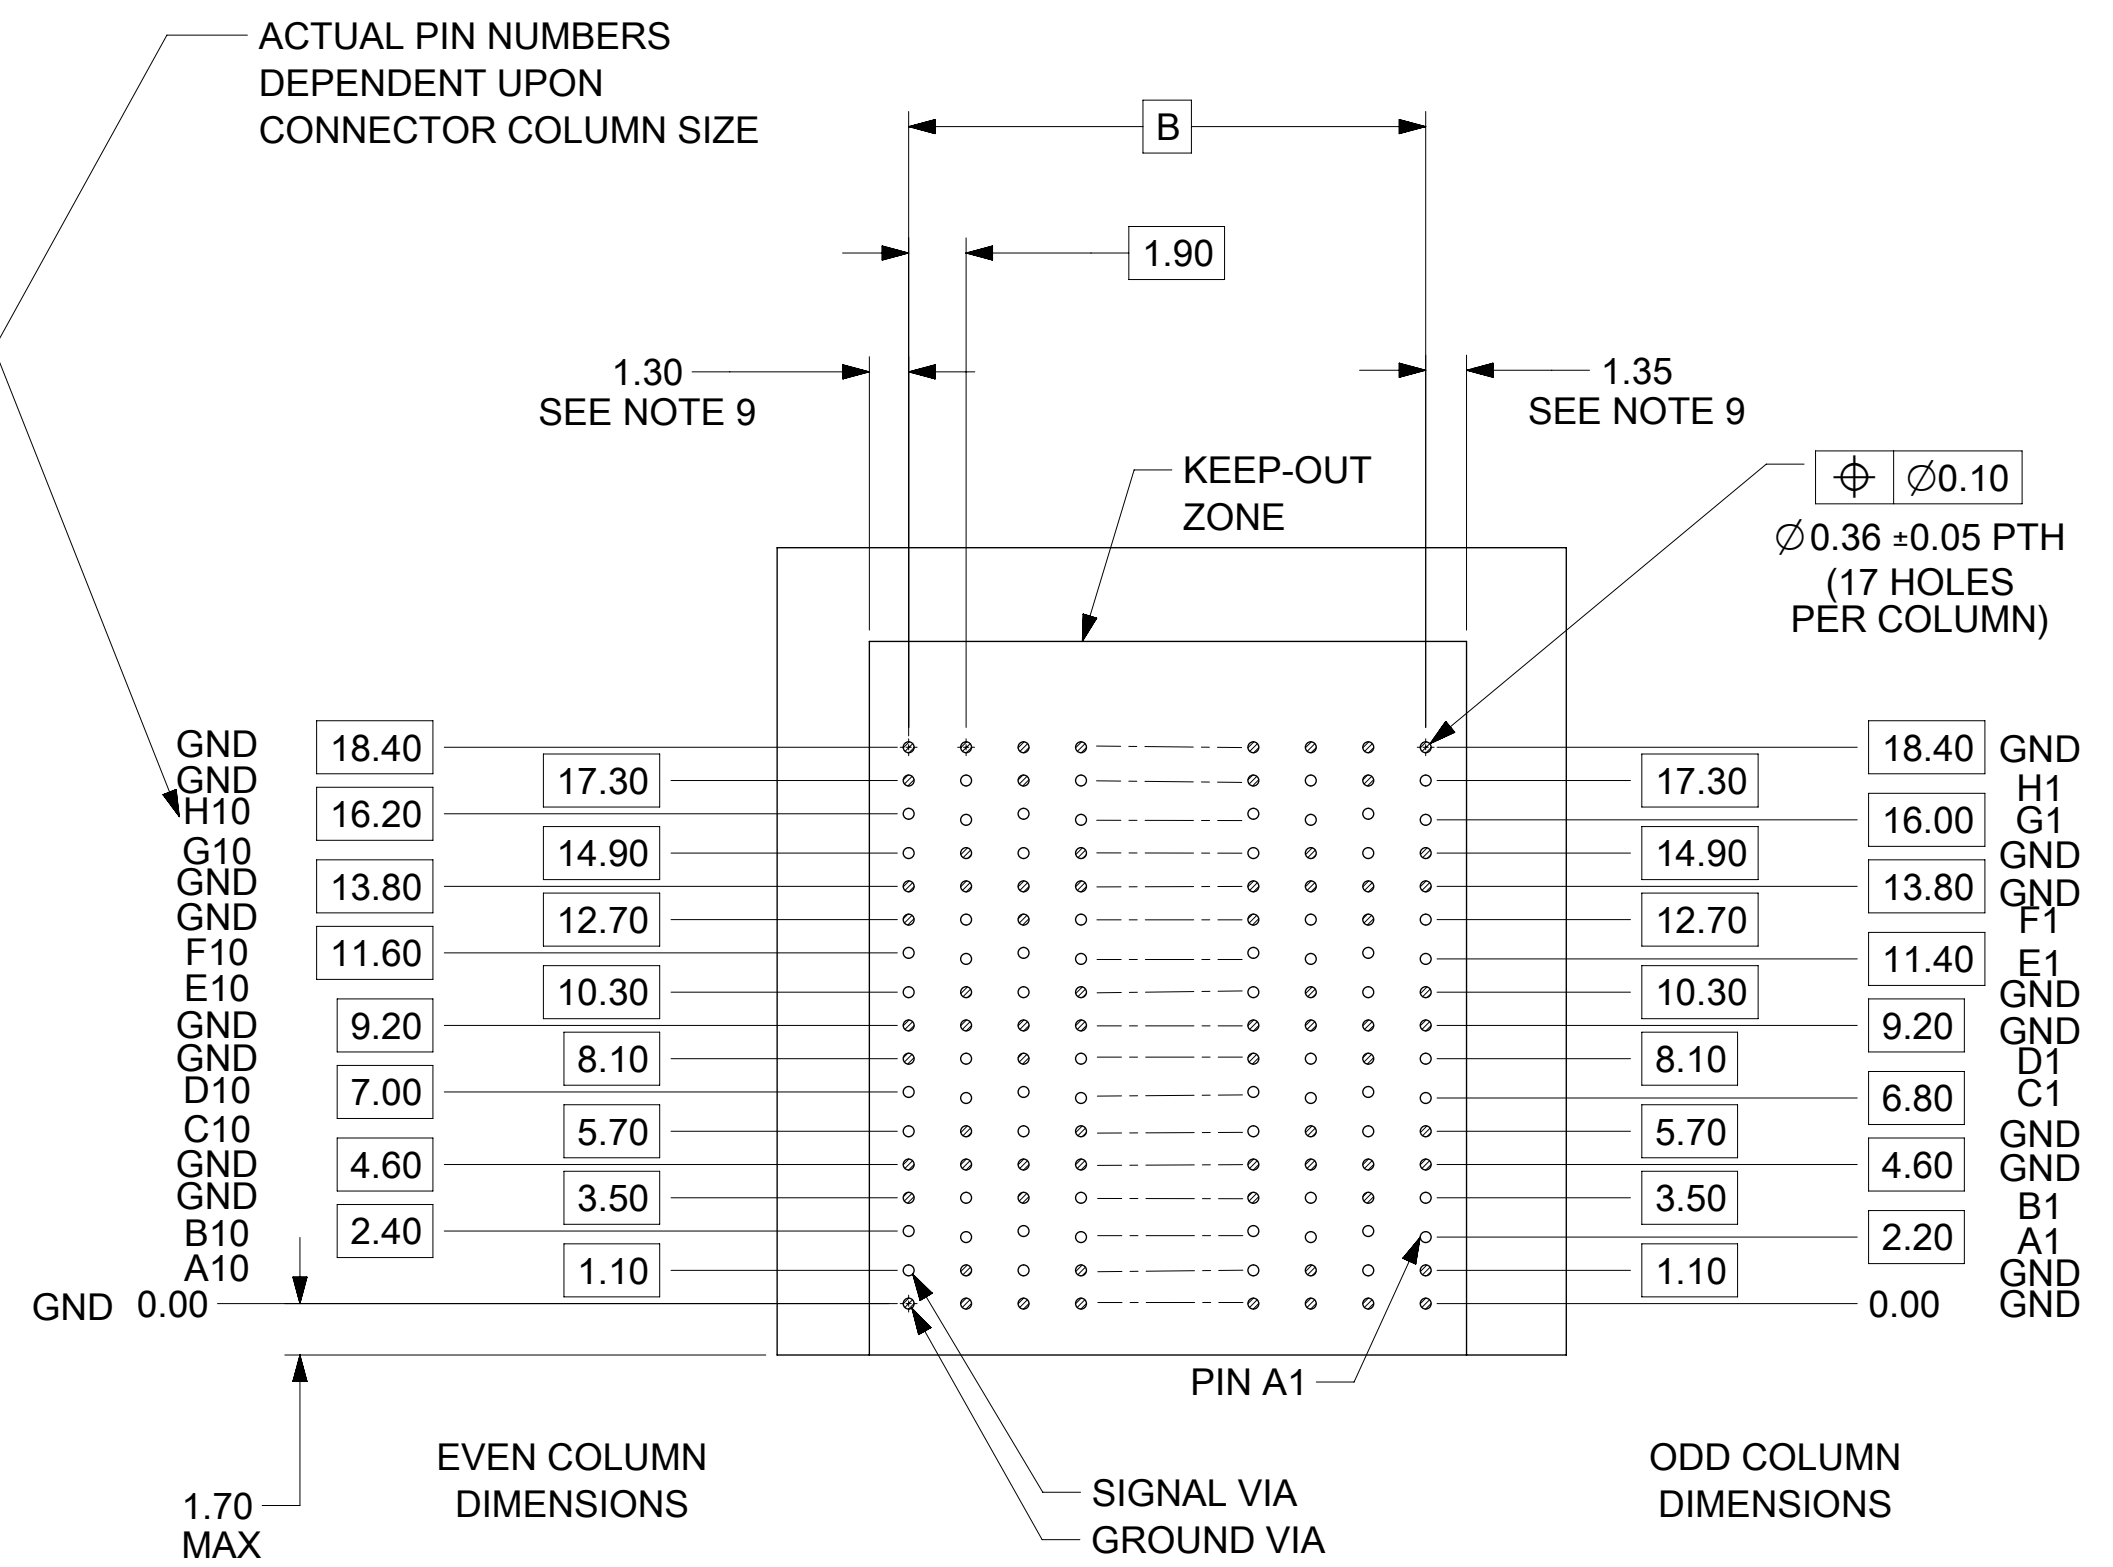 ACTUAL PIN NUMBERS
DEPENDENT UPON
CONNECTOR COLUMN SIZE
B
1.90
1.30
SEE NOTE 9
1.35
SEE NOTE 9
KEEP-OUT
ZONE
⌖ ∅0.10
∅0.36 ±0.05 PTH
(17 HOLES
PER COLUMN)
GND 18.40
GND 17.30
H10 16.20
G10 14.90
GND 13.80
GND 12.70
F10 11.60
E10 10.30
GND 9.20
GND 8.10
D10 7.00
C10 5.70
GND 4.60
GND 3.50
B10 2.40
A10 1.10
GND 0.00
18.40 GND
17.30 H1
16.00 G1
14.90 GND
13.80 GND
12.70 F1
11.40 E1
10.30 GND
9.20 GND
8.10 D1
6.80 C1
5.70 GND
4.60 GND
3.50 B1
2.20 A1
1.10 GND
0.00 GND
PIN A1
1.70
MAX
EVEN COLUMN
DIMENSIONS
SIGNAL VIA
GROUND VIA
ODD COLUMN
DIMENSIONS